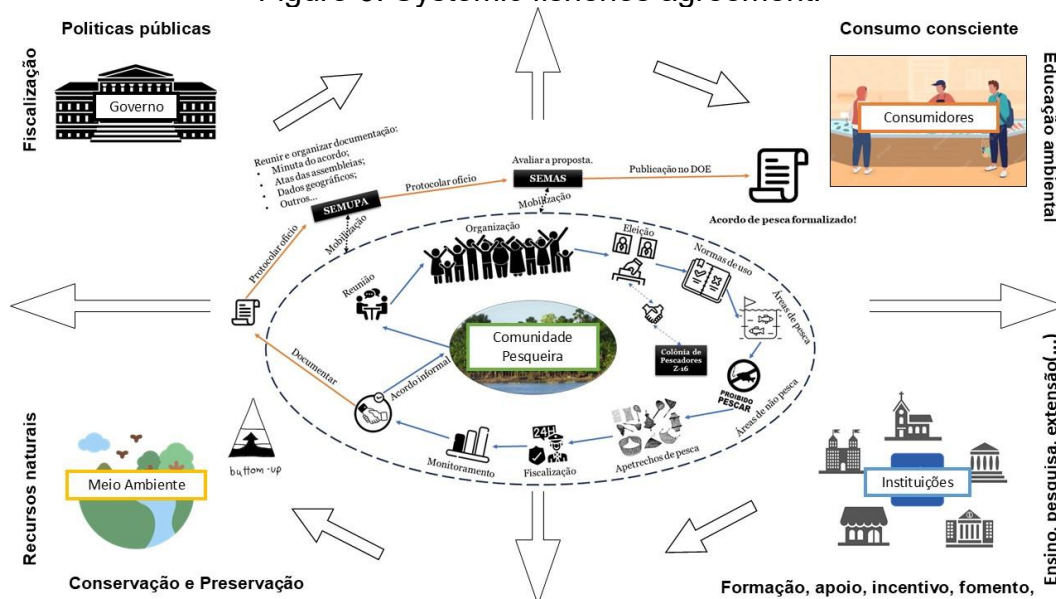 Figure 6. Systemic fisheries agreement.
Politicas públicas
Fiscalização
Governo
Consumo consciente
Educação ambiental
Consumidores
Reunir e organizar documentação:
• Minuta do acordo;
• Atas das assembleias;
• Dados geográficos;
• Outros...
SEMUPA
Protocolar ofício
Avaliar a proposta.
SEMAS
Publicação no DOE
Acordo de pesca formalizado!
Mobilização
Mobilização
Protocolar ofício
Organização
Reunião
Eleição
Normas de uso
Áreas de pesca
Comunidade
Pesqueira
Colônia de
Pescadores
Z-16
PROIBIDO
PESCAR
Áreas de não pesca
Apetrechos de pesca
24H
Fiscalização
Monitoramento
Acordo informal
Documentar
buttom-up
Recursos naturais
Meio Ambiente
Conservação e Preservação
Instituições
Ensino, pesquisa, extensão(...)
Formação, apoio, incentivo, fomento,